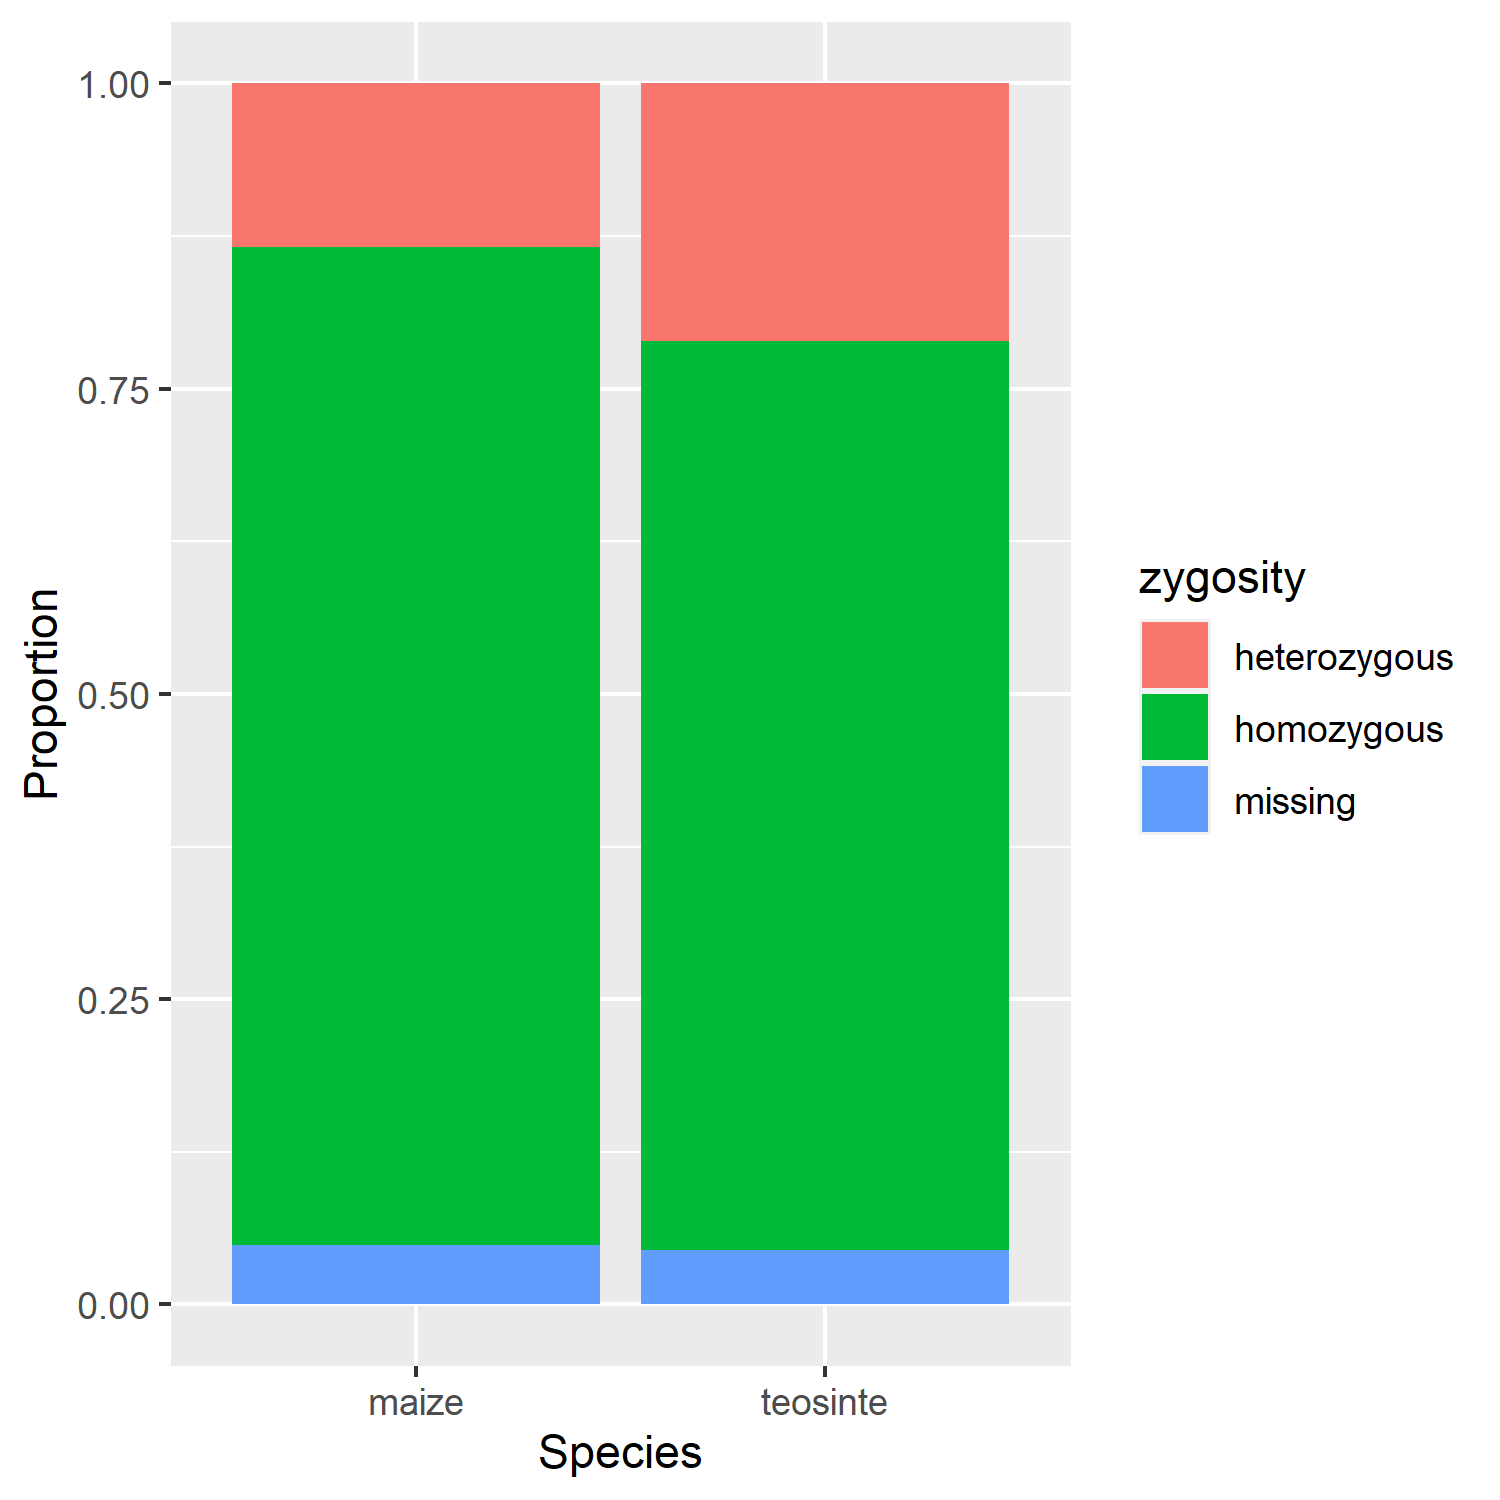 1.00
0.75
0.50
0.25
0.00
Proportion
maize
teosinte
Species
zygosity
heterozygous
homozygous
missing